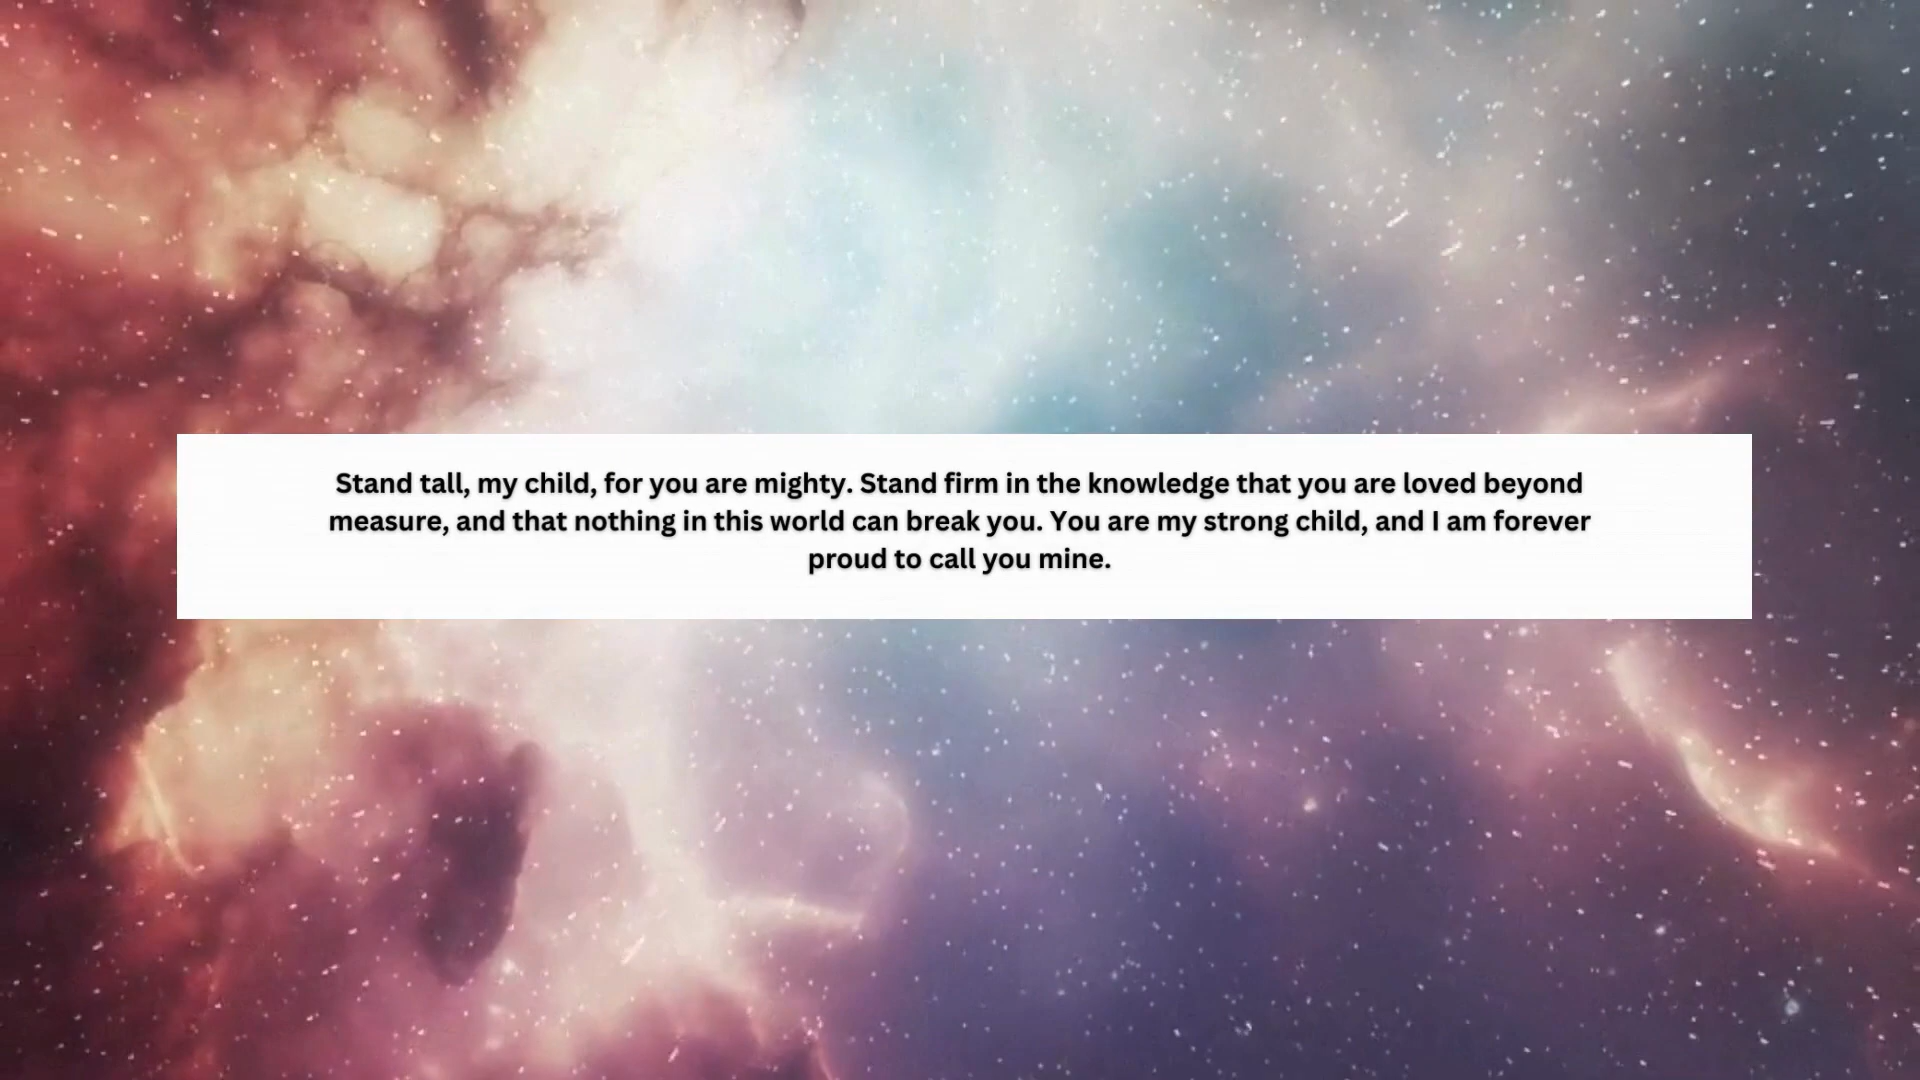 Stand tall, my child, for you are mighty. Stand firm in the knowledge that you are loved beyond
measure, and that nothing in this world can break you. You are my strong child, and I am forever
proud to call you mine.